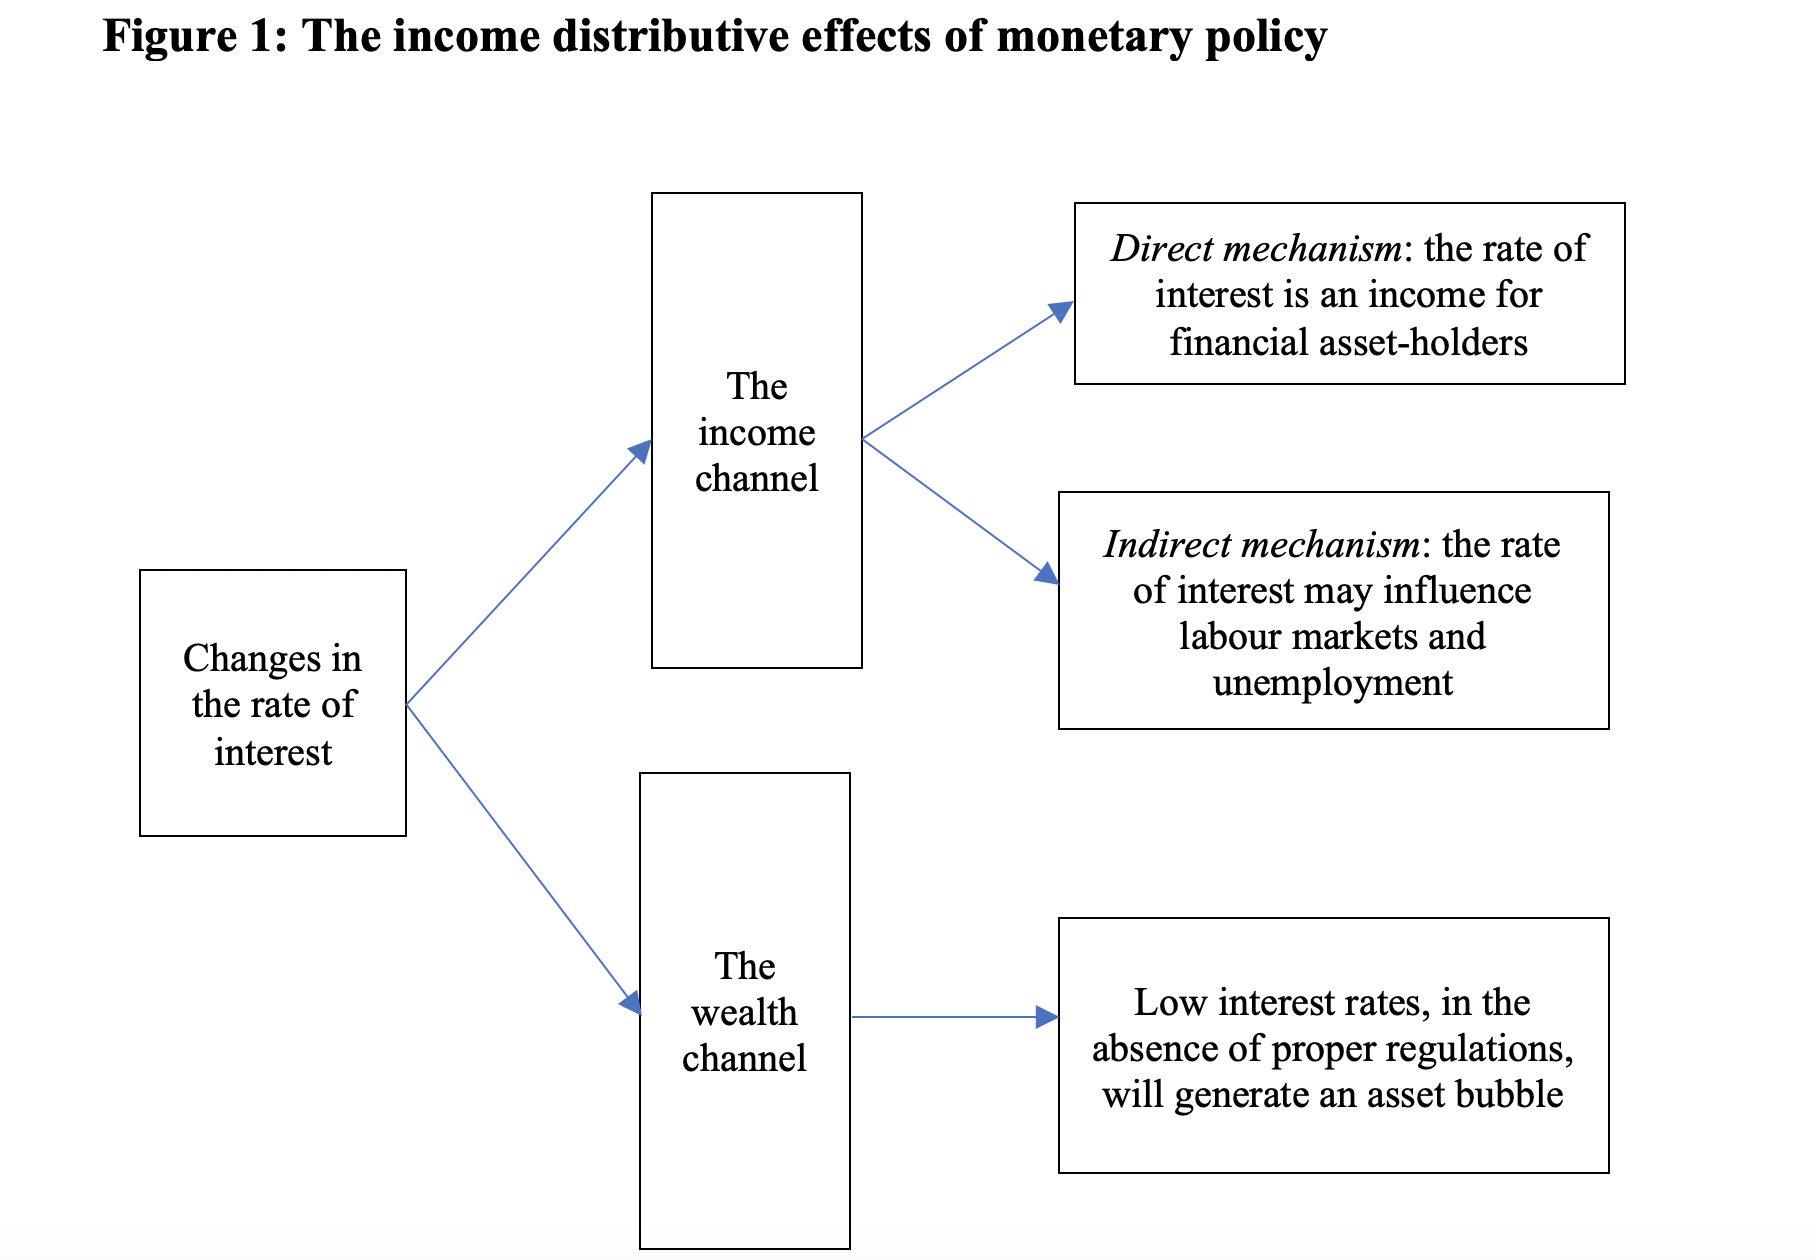 Figure 1: The income distributive effects of monetary policy
Changes in
the rate of
interest
The
income
channel
Direct mechanism: the rate of
interest is an income for
financial asset-holders
Indirect mechanism: the rate
of interest may influence
labour markets and
unemployment
The
wealth
channel
Low interest rates, in the
absence of proper regulations,
will generate an asset bubble